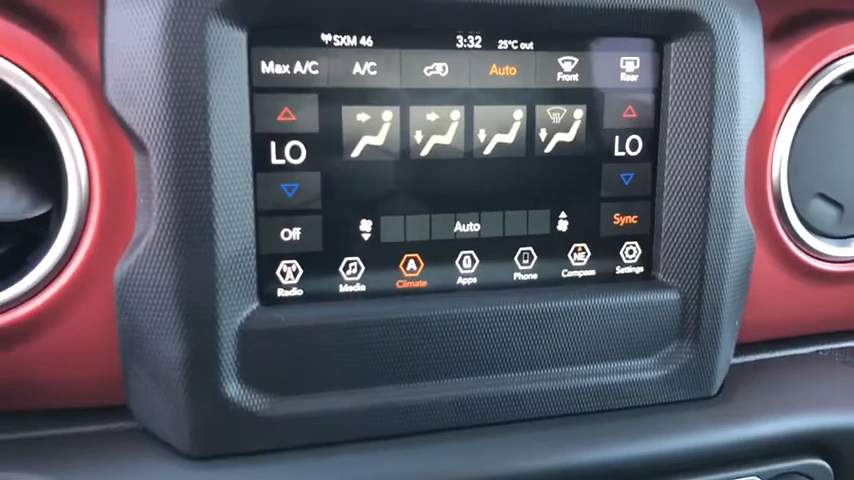 SXM 46 3:32 25°C out
Max A/C A/C Auto Front Rear
LO LO
Off Auto Sync
A NE
Radio Media Climate Apps Phone Compass Settings